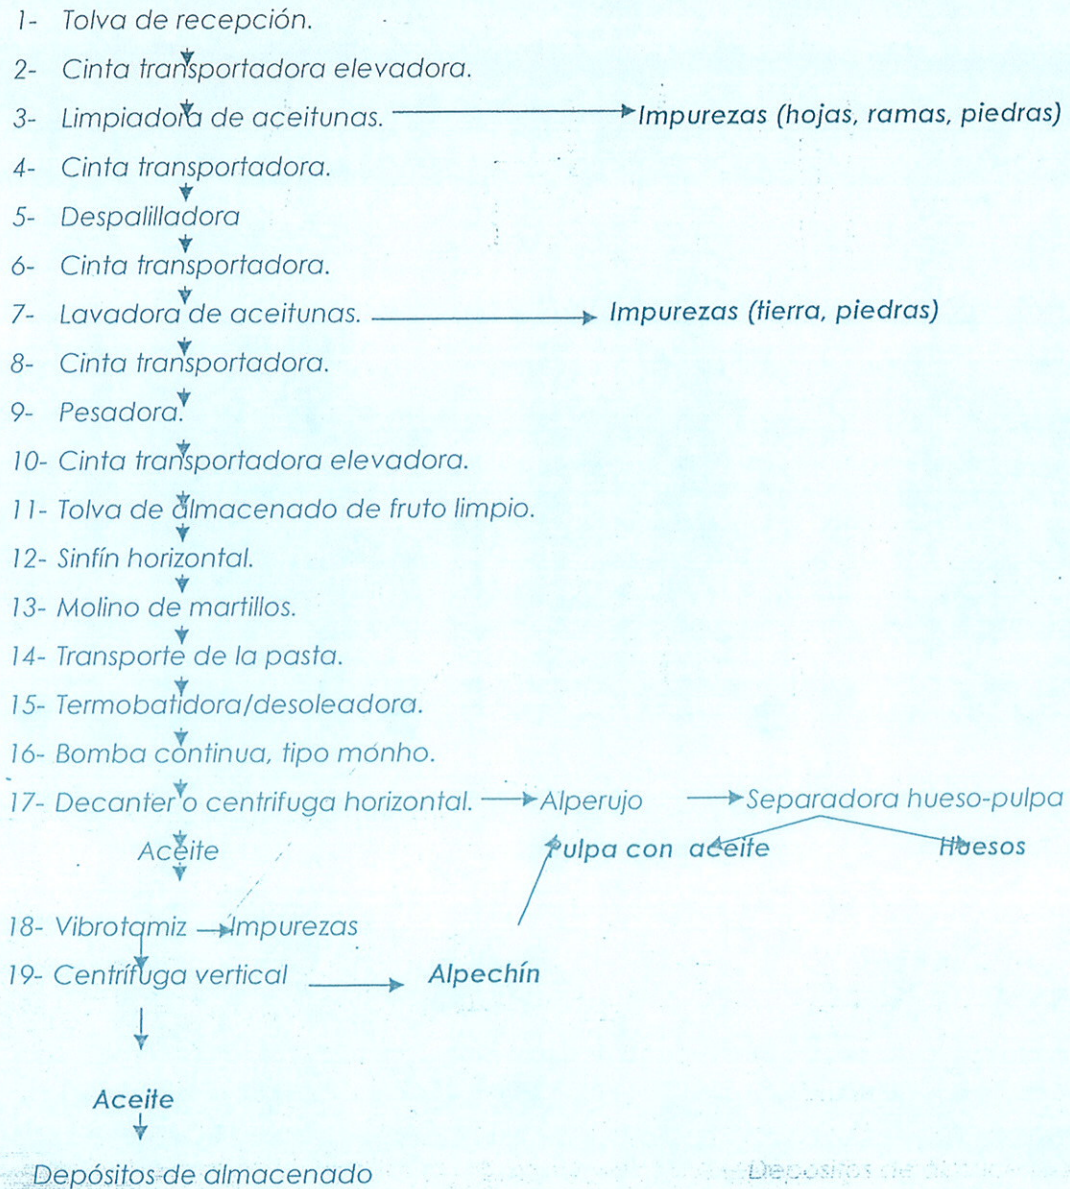 1- Tolva de recepción.
2- Cinta transportadora elevadora.
3- Limpiadora de aceitunas. Impurezas (hojas, ramas, piedras)
4- Cinta transportadora.
5- Despalilladora
6- Cinta transportadora.
7- Lavadora de aceitunas. Impurezas (tierra, piedras)
8- Cinta transportadora.
9- Pesadora.
10- Cinta transportadora elevadora.
11- Tolva de almacenado de fruto limpio.
12- Sinfín horizontal.
13- Molino de martillos.
14- Transporte de la pasta.
15- Termobatidora/desoleadora.
16- Bomba continua, tipo mónho.
17- Decanter o centrifuga horizontal. Alperujo Separadora hueso-pulpa
Aceite Pulpa con aceite Huesos
18- Vibrotamiz Impurezas
19- Centrífuga vertical Alpechín
Aceite
Depósitos de almacenado